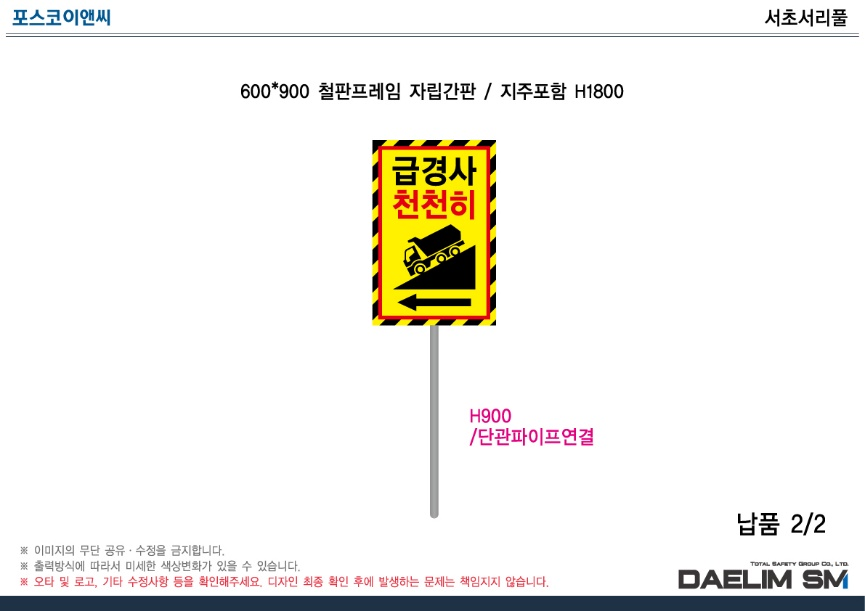 포스코이앤씨
서초서리풀
600*900 철판프레임 자립간판 / 지주포함 H1800
급경사
천천히
H900
/단관파이프연결
납품 2/2
※ 이미지의 무단 공유 · 수정을 금지합니다.
※ 출력방식에 따라서 미세한 색상변화가 있을 수 있습니다.
※ 오타 및 로고, 기타 수정사항 등을 확인해주세요. 디자인 최종 확인 후에 발생하는 문제는 책임지지 않습니다.
TOTAL SAFETY GROUP CO., LTD.
DAELIM SM